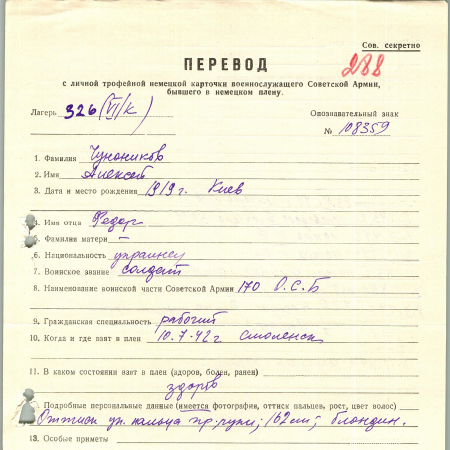 Сов. секретно
288
ПЕРЕВОД
с личной трофейной немецкой карточки военнослужащего Советской Армии,
бывшего в немецком плену.
Лагерь 326 (VI/K)
Опознавательный знак
№ 108359
1. Фамилия
2. Имя Алексей
3. Дата и место рождения 1919 г. Киев
4. Имя отца Федор
5. Фамилия матери —
6. Национальность украинец
7. Воинское звание солдат
8. Наименование воинской части Советской Армии 170 О.С.Б
9. Гражданская специальность рабочий
10. Когда и где взят в плен 10.7.42 г Смоленск
11. В каком состоянии взят в плен (здоров, болен, ранен)
здоров
12. Подробные персональные данные (имеется фотография, оттиск пальцев, рост, цвет волос)
Оттиск ук. пальца пр. руки; 162 см; блондин.
13. Особые приметы